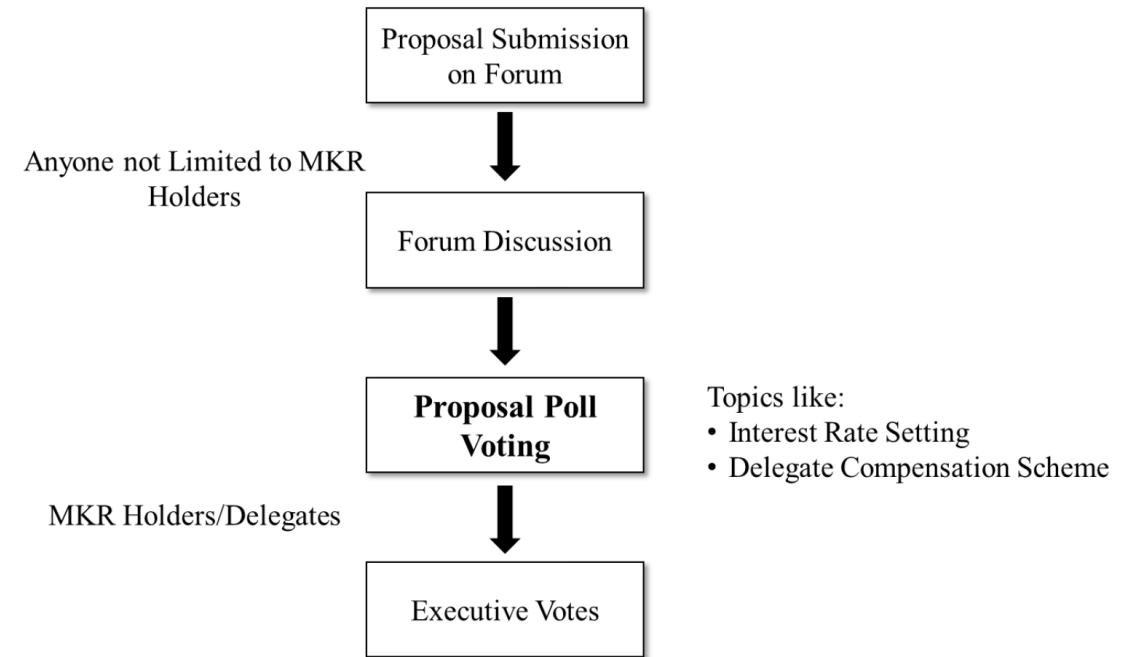 Proposal Submission
on Forum
Anyone not Limited to MKR
Holders
Forum Discussion
Proposal Poll
Voting
Topics like:
• Interest Rate Setting
• Delegate Compensation Scheme
MKR Holders/Delegates
Executive Votes